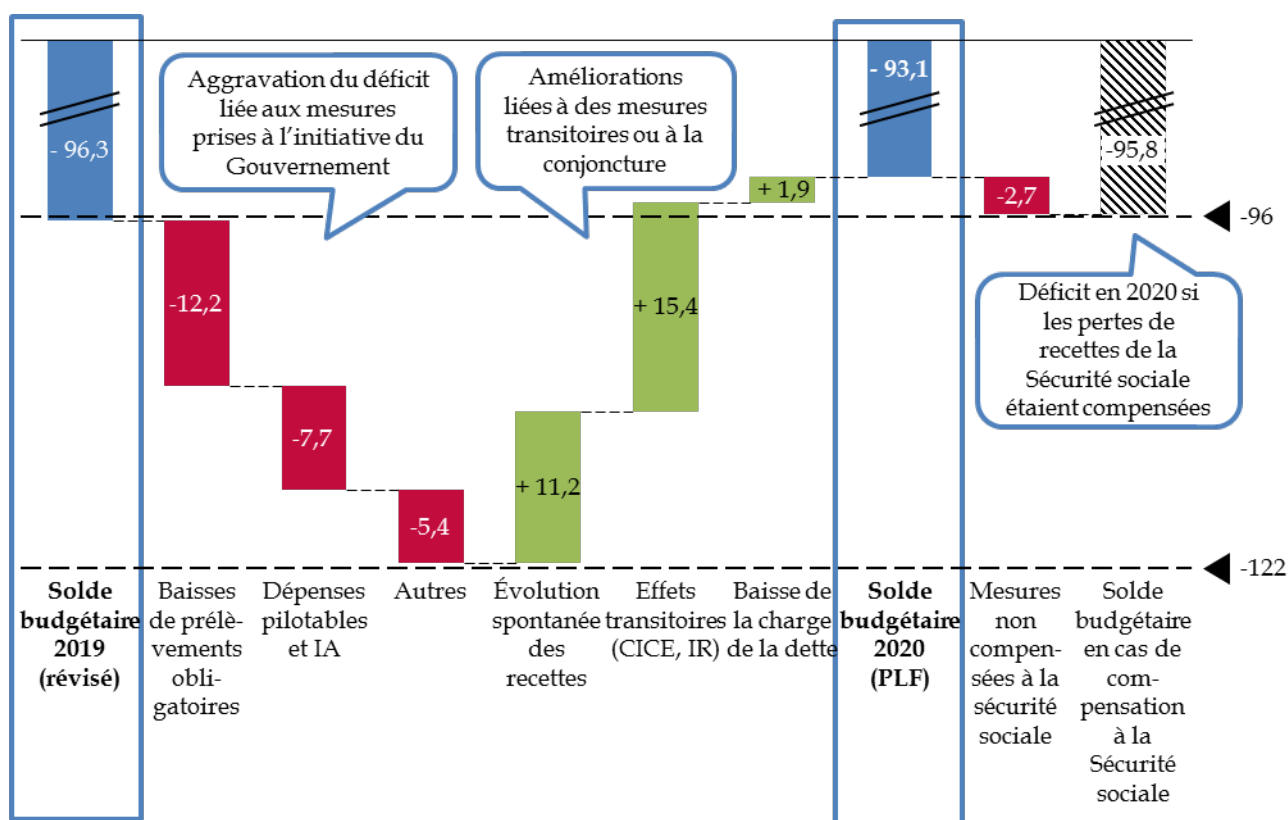 Aggravation du déficit
liée aux mesures
prises à l'initiative du
Gouvernement
Améliorations
liées à des mesures
transitoires ou à la
conjoncture
- 96,3
-12,2
-7,7
-5,4
+ 11,2
+ 15,4
+ 1,9
- 93,1
-2,7
-95,8
-96
-122
Déficit en 2020 si
les pertes de
recettes de la
Sécurité sociale
étaient compensées
Solde
budgétaire
2019
(révisé)
Baisses
de prélè-
vements
obli-
gatoires
Dépenses
pilotables
et IA
Autres
Évolution
spontanée
des
recettes
Effets
transitoires
(CICE, IR)
Baisse de
la charge
de la dette
Solde
budgétaire
2020
(PLF)
Mesures
non
compen-
sées à la
sécurité
sociale
Solde
budgétaire
en cas de
com-
pensation
à la
Sécurité
sociale